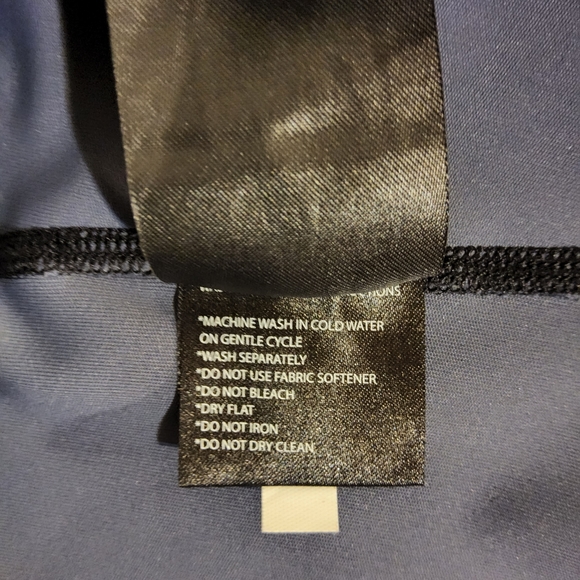 *MACHINE WASH IN COLD WATER
ON GENTLE CYCLE
*WASH SEPARATELY
*DO NOT USE FABRIC SOFTENER
*DO NOT BLEACH
*DRY FLAT
*DO NOT IRON
*DO NOT DRY CLEAN